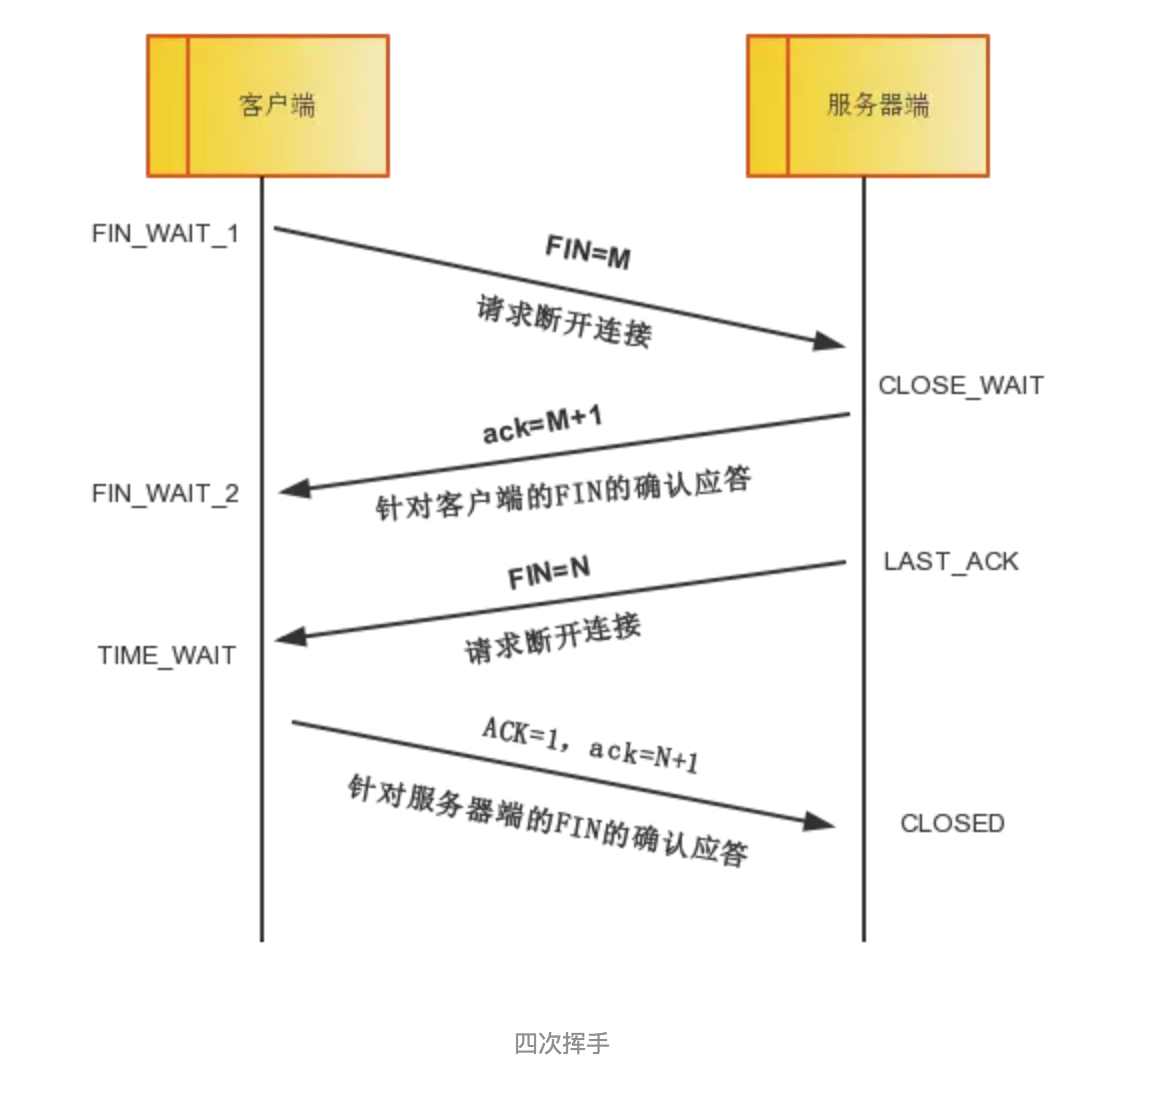 客户端
服务器端
FIN_WAIT_1
FIN=M
请求断开连接
CLOSE_WAIT
ack=M+1
FIN_WAIT_2
针对客户端的FIN的确认应答
LAST_ACK
FIN=N
请求断开连接
TIME_WAIT
ACK=1, ack=N+1
针对服务器端的FIN的确认应答
CLOSED
四次挥手